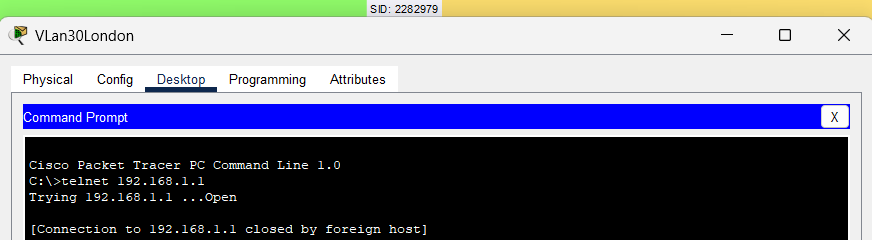 SID: 2282979
VLan30London
Physical Config Desktop Programming Attributes
Command Prompt X
Cisco Packet Tracer PC Command Line 1.0
C:\>telnet 192.168.1.1
Trying 192.168.1.1 ...Open
[Connection to 192.168.1.1 closed by foreign host]